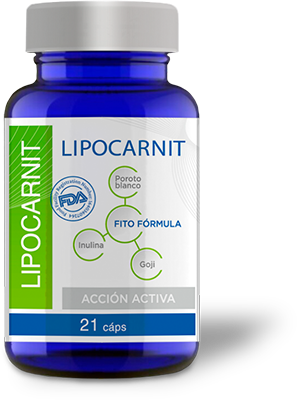 LIPOCARNIT
LIPOCARNIT
Poroto
blanco
FDA
FITO FÓRMULA
Inulina
Goji
ACCIÓN ACTIVA
21 cáps